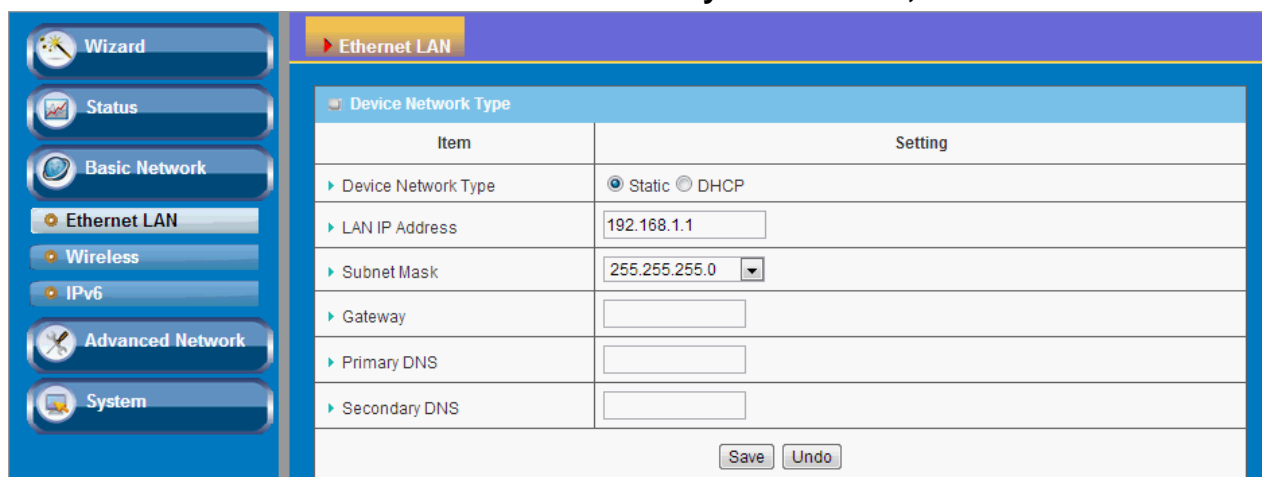 Wizard
Status
Basic Network
Ethernet LAN
Wireless
IPv6
Advanced Network
System
Ethernet LAN
Device Network Type
Item Setting
Device Network Type Static DHCP
LAN IP Address 192.168.1.1
Subnet Mask 255.255.255.0
Gateway
Primary DNS
Secondary DNS
Save Undo